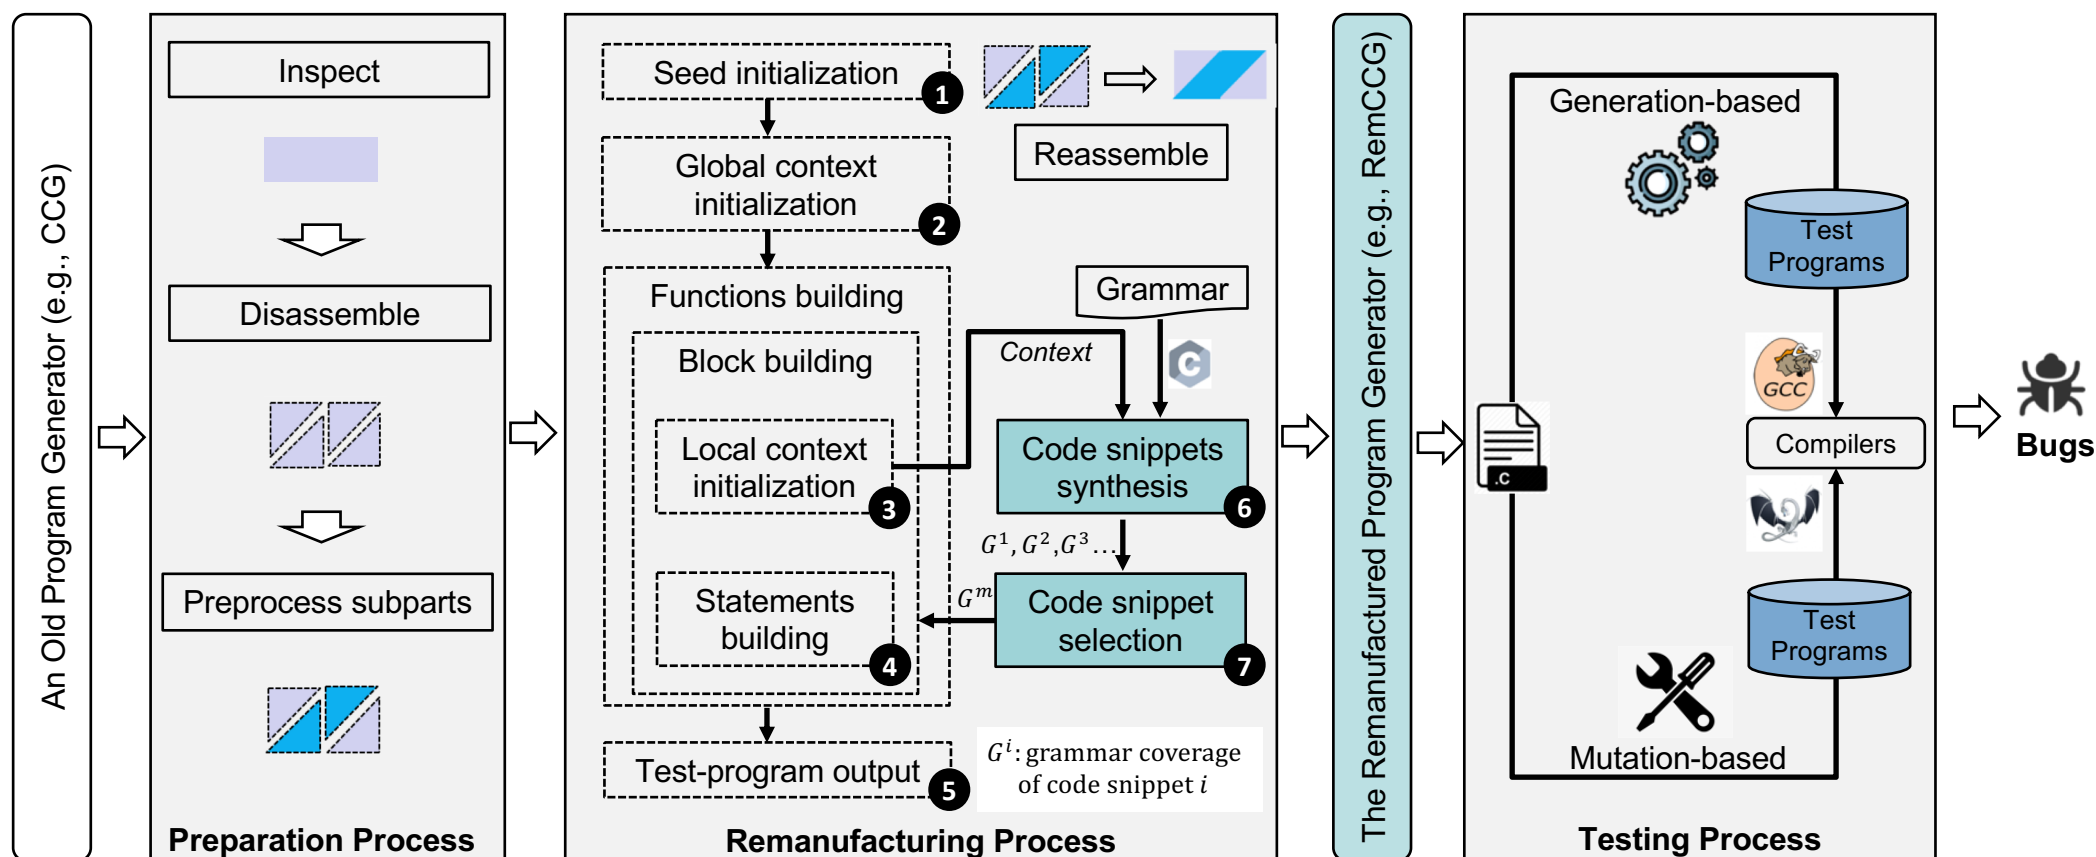 An Old Program Generator (e.g., CCG)
Inspect
Disassemble
Preprocess subparts
Preparation Process
Seed initialization
1
Global context
initialization
2
Functions building
Block building
Local context
initialization
3
Statements
building
4
Test-program output
5
Reassemble
Grammar
C
Context
Code snippets
synthesis
6
G¹, G², G³...
Code snippet
selection
7
Gᵐ
Gⁱ: grammar coverage
of code snippet i
Remanufacturing Process
The Remanufactured Program Generator (e.g., RemCCG)
Generation-based
Test
Programs
GCC
.C
Compilers
Test
Programs
Mutation-based
Testing Process
Bugs